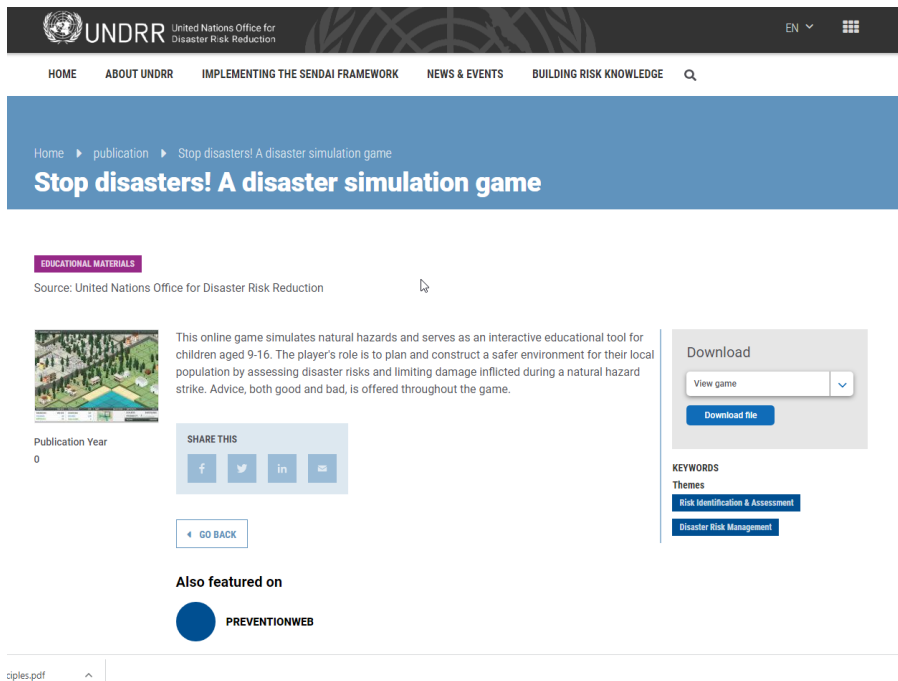 UNDRR United Nations Office for
Disaster Risk Reduction
EN
HOME ABOUT UNDRR IMPLEMENTING THE SENDAI FRAMEWORK NEWS & EVENTS BUILDING RISK KNOWLEDGE
Home publication Stop disasters! A disaster simulation game
Stop disasters! A disaster simulation game
EDUCATIONAL MATERIALS
Source: United Nations Office for Disaster Risk Reduction
This online game simulates natural hazards and serves as an interactive educational tool for
children aged 9-16. The player's role is to plan and construct a safer environment for their local
population by assessing disaster risks and limiting damage inflicted during a natural hazard
strike. Advice, both good and bad, is offered throughout the game.
Publication Year
0
SHARE THIS
f in
GO BACK
Also featured on
PREVENTIONWEB
Download
View game
Download file
KEYWORDS
Themes
Risk Identification & Assessment
Disaster Risk Management
ciples.pdf